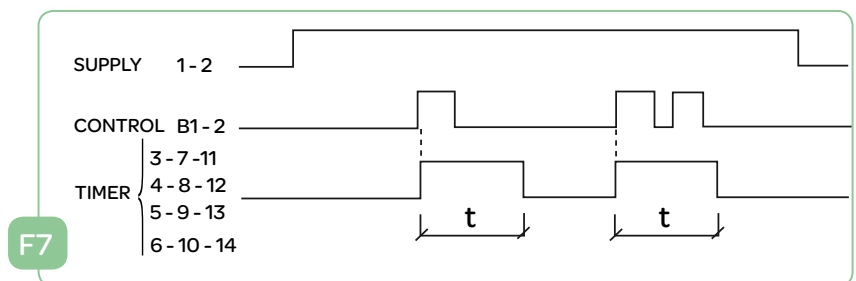 SUPPLY 1-2
CONTROL B1-2
3-7-11
TIMER 4-8-12
5-9-13
6-10-14
t t
F7